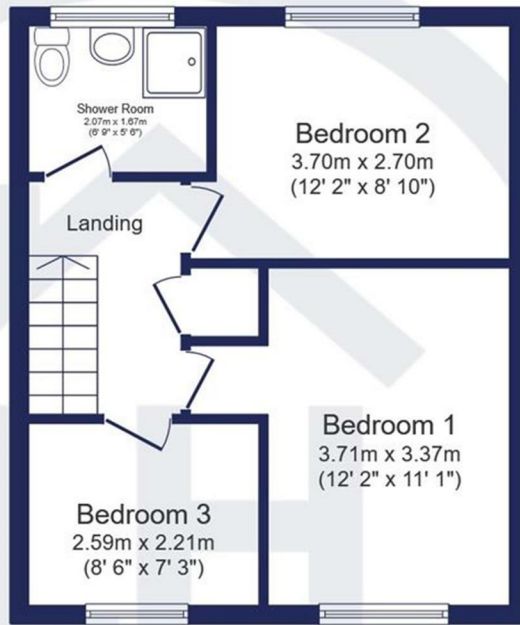 Shower Room
2.07m x 1.67m
(6' 9" x 5' 6")
Bedroom 2
3.70m x 2.70m
(12' 2" x 8' 10")
Landing
Bedroom 1
3.71m x 3.37m
(12' 2" x 11' 1")
Bedroom 3
2.59m x 2.21m
(8' 6" x 7' 3")